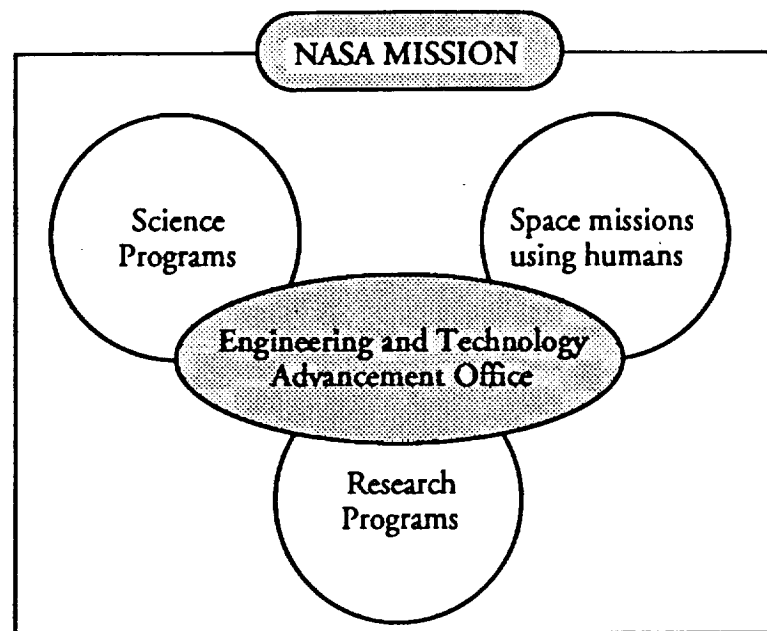 NASA MISSION
Science
Programs
Space missions
using humans
Engineering and Technology
Advancement Office
Research
Programs